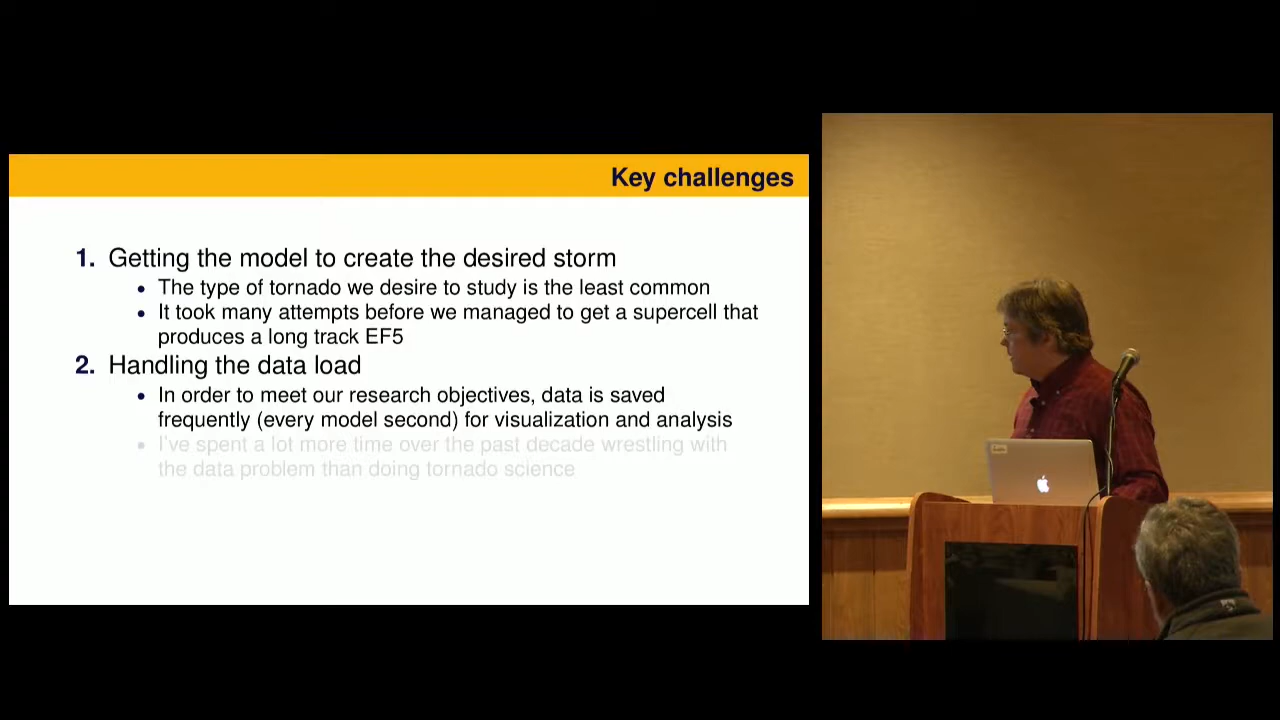 Key challenges
1. Getting the model to create the desired storm
• The type of tornado we desire to study is the least common
• It took many attempts before we managed to get a supercell that
produces a long track EF5
2. Handling the data load
• In order to meet our research objectives, data is saved
frequently (every model second) for visualization and analysis
• I've spent a lot more time over the past decade wrestling with
the data problem than doing tornado science